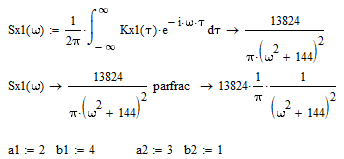 Sx1(ω) := 1/2π · ∫_{-∞}^{∞} Kx1(τ)·e^{-i·ω·τ} dτ → 13824/(π·(ω² + 144)²)
Sx1(ω) → 13824/(π·(ω² + 144)²) parfrac → 13824·1/π·1/(ω² + 144)²
a1 := 2 b1 := 4 a2 := 3 b2 := 1